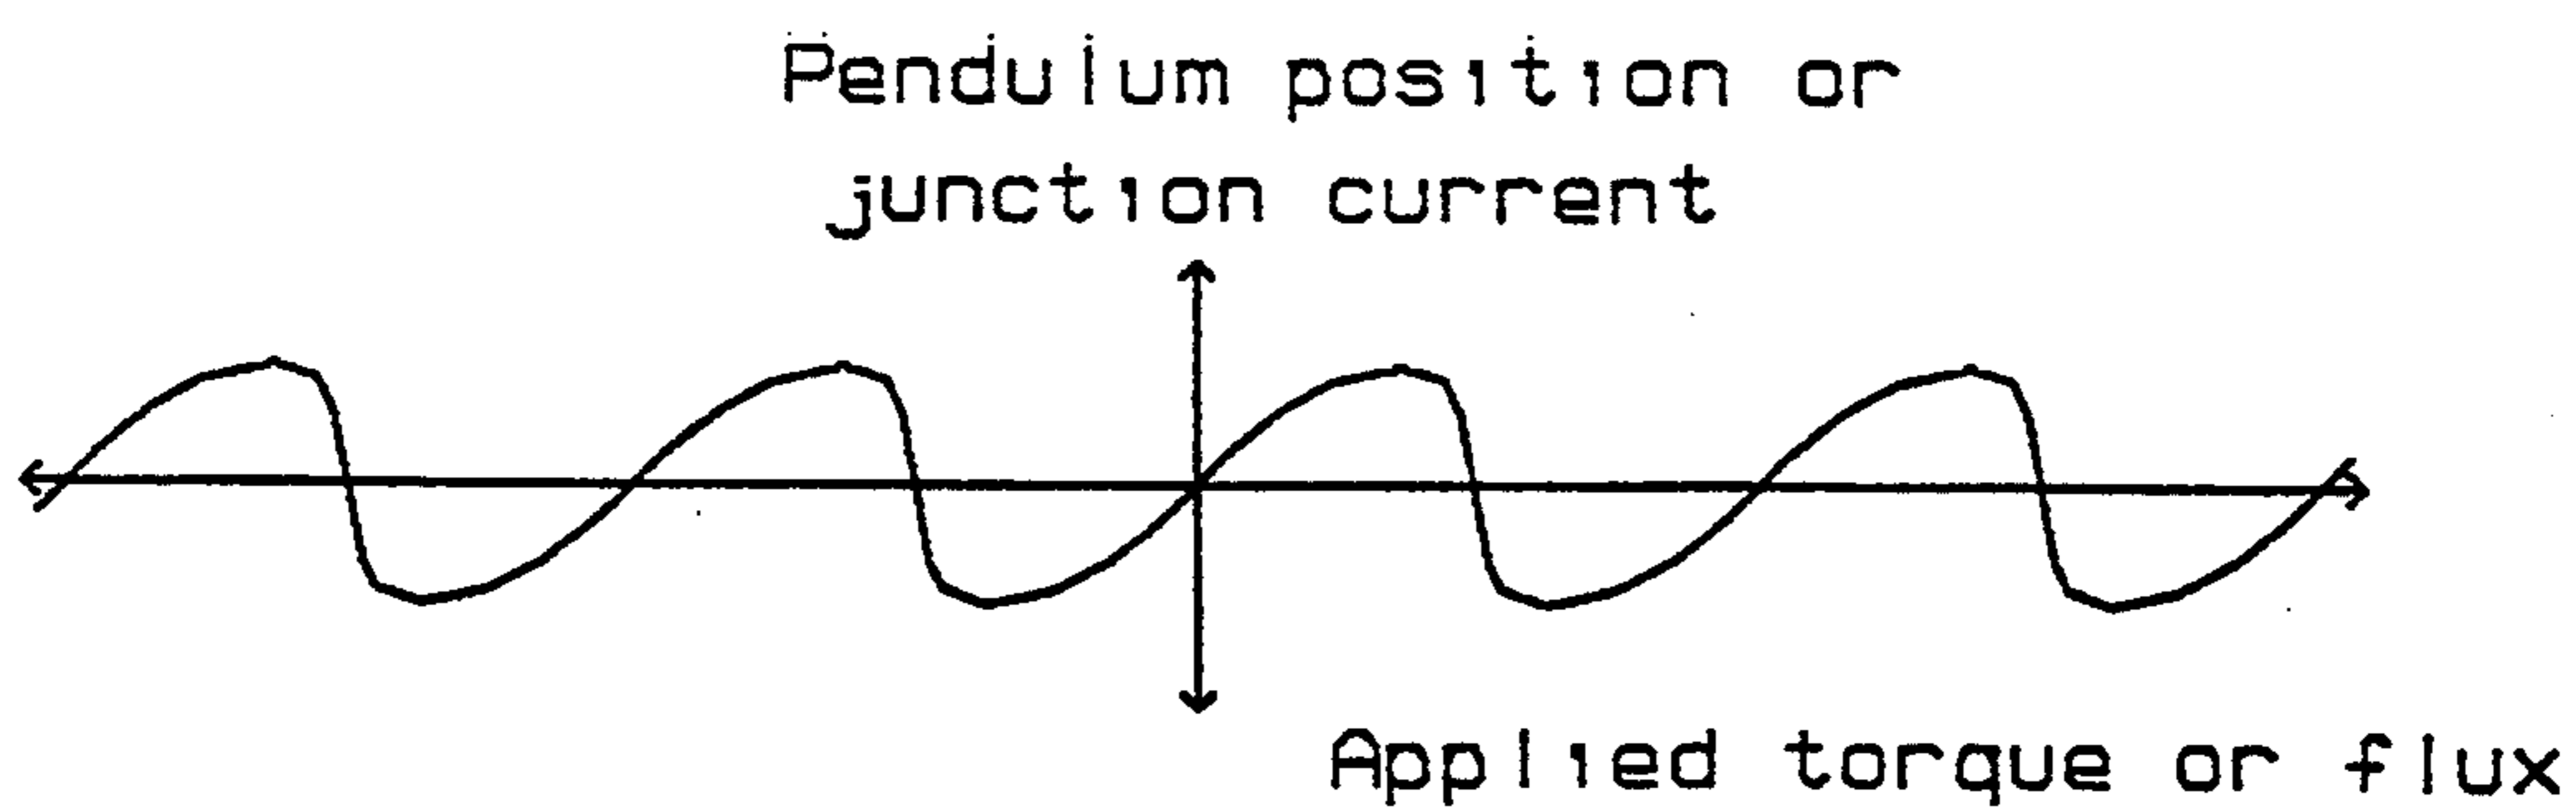 Pendulum position or
junction current
Applied torque or flux